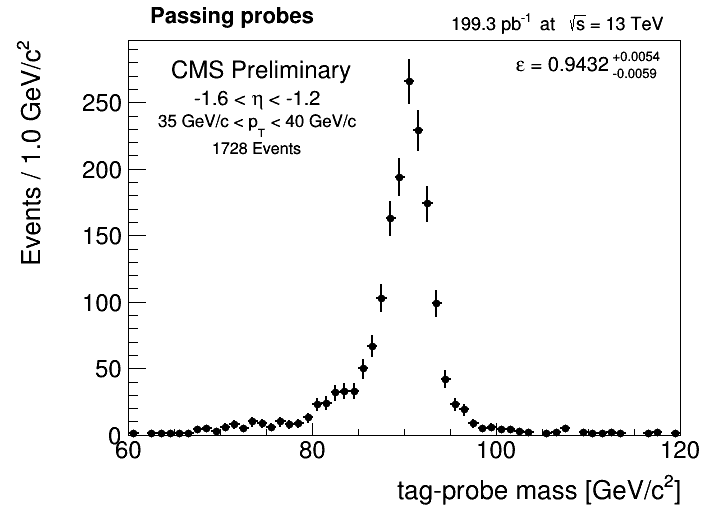 Passing probes
199.3 pb⁻¹ at √s = 13 TeV
CMS Preliminary
-1.6 < η < -1.2
35 GeV/c < p_T < 40 GeV/c
1728 Events
ε = 0.9432 +0.0054 -0.0059
Events / 1.0 GeV/c²
250
200
150
100
50
0
60 80 100 120
tag-probe mass [GeV/c²]